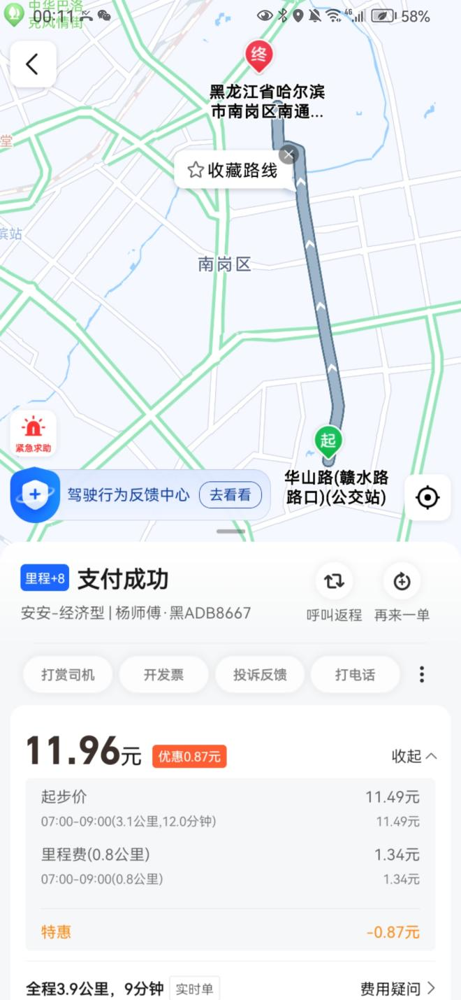 中华巴洛
克风情街
00:11
4G
58%
终
黑龙江省哈尔滨
市南岗区南通...
收藏路线
堂
滨站
南岗区
起
紧急求助
驾驶行为反馈中心
去看看
华山路(赣水路
路口)(公交站)
里程+8
支付成功
安安-经济型 | 杨师傅·黑ADB8667
呼叫返程
再来一单
打赏司机
开发票
投诉反馈
打电话
11.96元
优惠0.87元
收起
起步价
11.49元
07:00-09:00(3.1公里,12.0分钟)
11.49元
里程费(0.8公里)
1.34元
07:00-09:00(0.8公里)
1.34元
特惠
-0.87元
全程3.9公里，9分钟
实时单
费用疑问